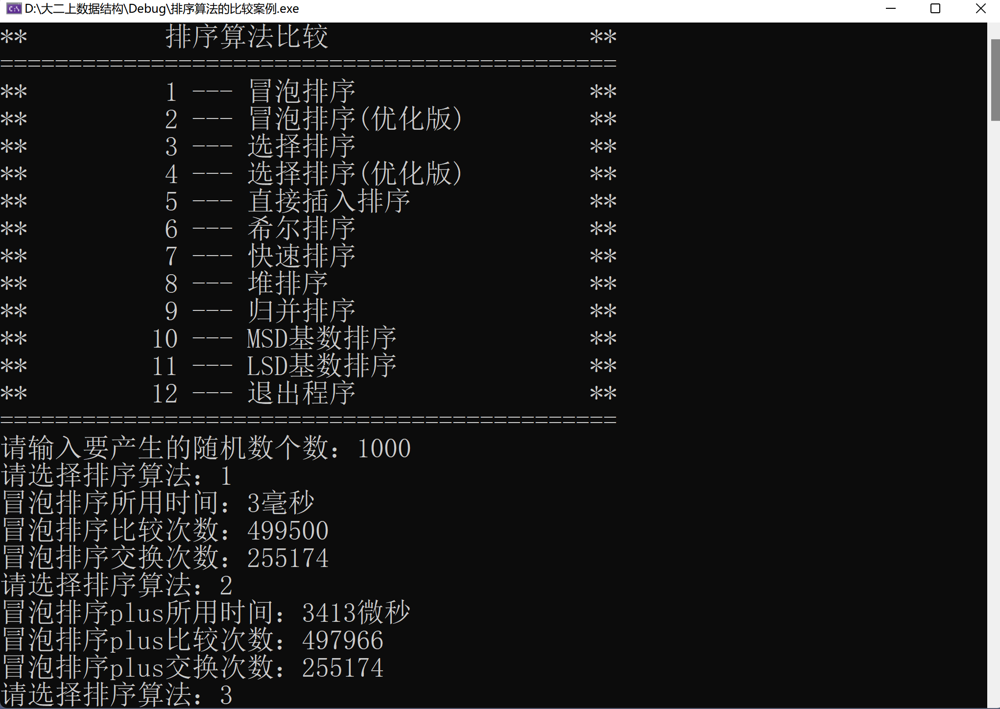 D:\大二上数据结构\Debug\排序算法的比较案例.exe
** 排序算法比较 **
=============================================
** 1 --- 冒泡排序 **
** 2 --- 冒泡排序(优化版) **
** 3 --- 选择排序 **
** 4 --- 选择排序(优化版) **
** 5 --- 直接插入排序 **
** 6 --- 希尔排序 **
** 7 --- 快速排序 **
** 8 --- 堆排序 **
** 9 --- 归并排序 **
** 10 --- MSD基数排序 **
** 11 --- LSD基数排序 **
** 12 --- 退出程序 **
=============================================
请输入要产生的随机数个数：1000
请选择排序算法：1
冒泡排序所用时间：3毫秒
冒泡排序比较次数：499500
冒泡排序交换次数：255174
请选择排序算法：2
冒泡排序plus所用时间：3413微秒
冒泡排序plus比较次数：497966
冒泡排序plus交换次数：255174
请选择排序算法：3